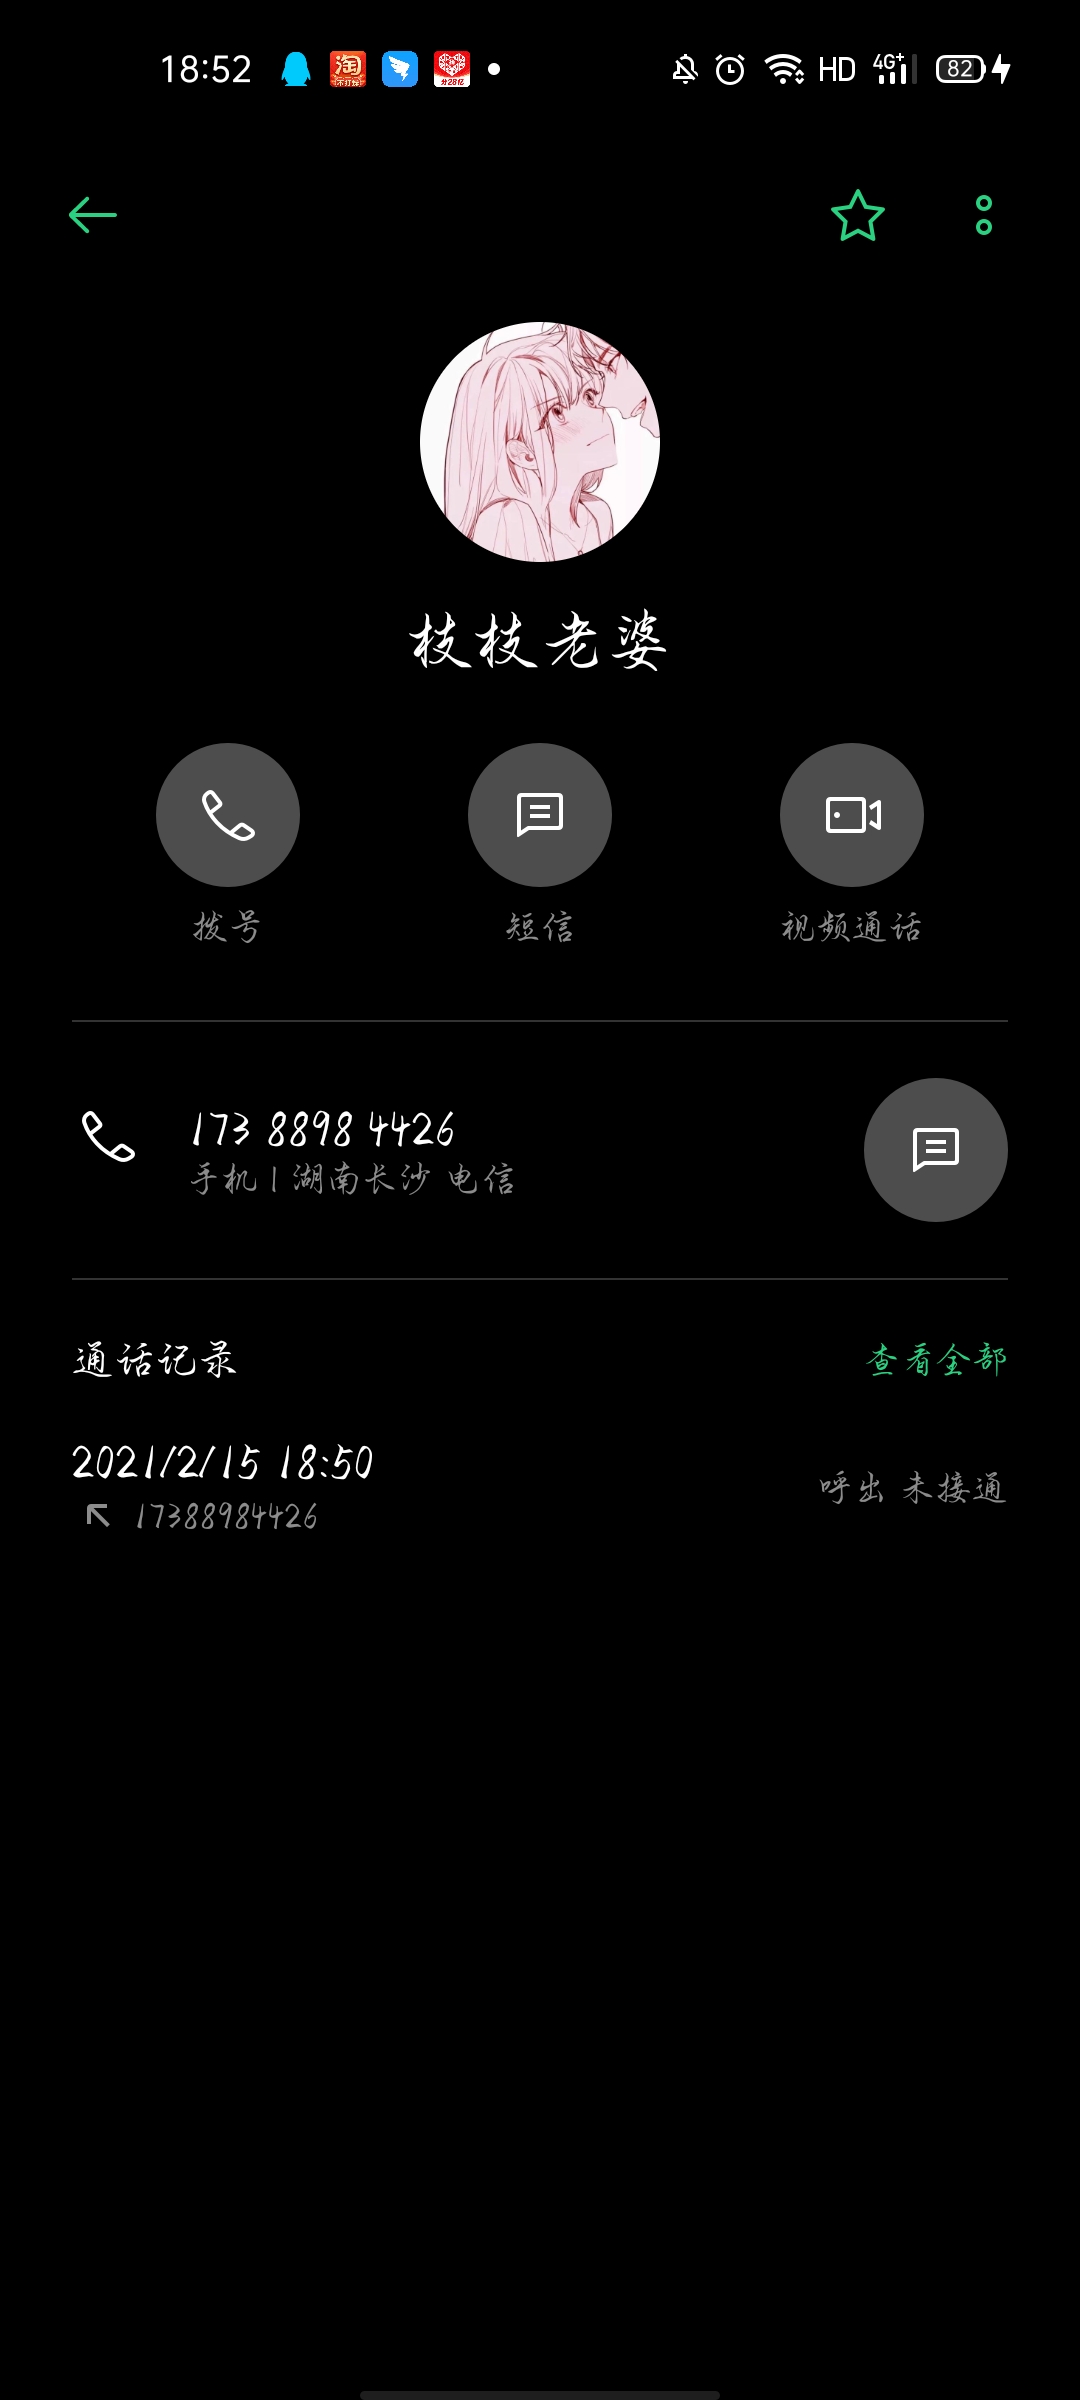 18:52 HD 4G+ 82
枝枝老婆
拨号 短信 视频通话
173 8898 4426
手机 | 湖南长沙 电信
通话记录 查看全部
2021/2/15 18:50
呼出 未接通
17388984426